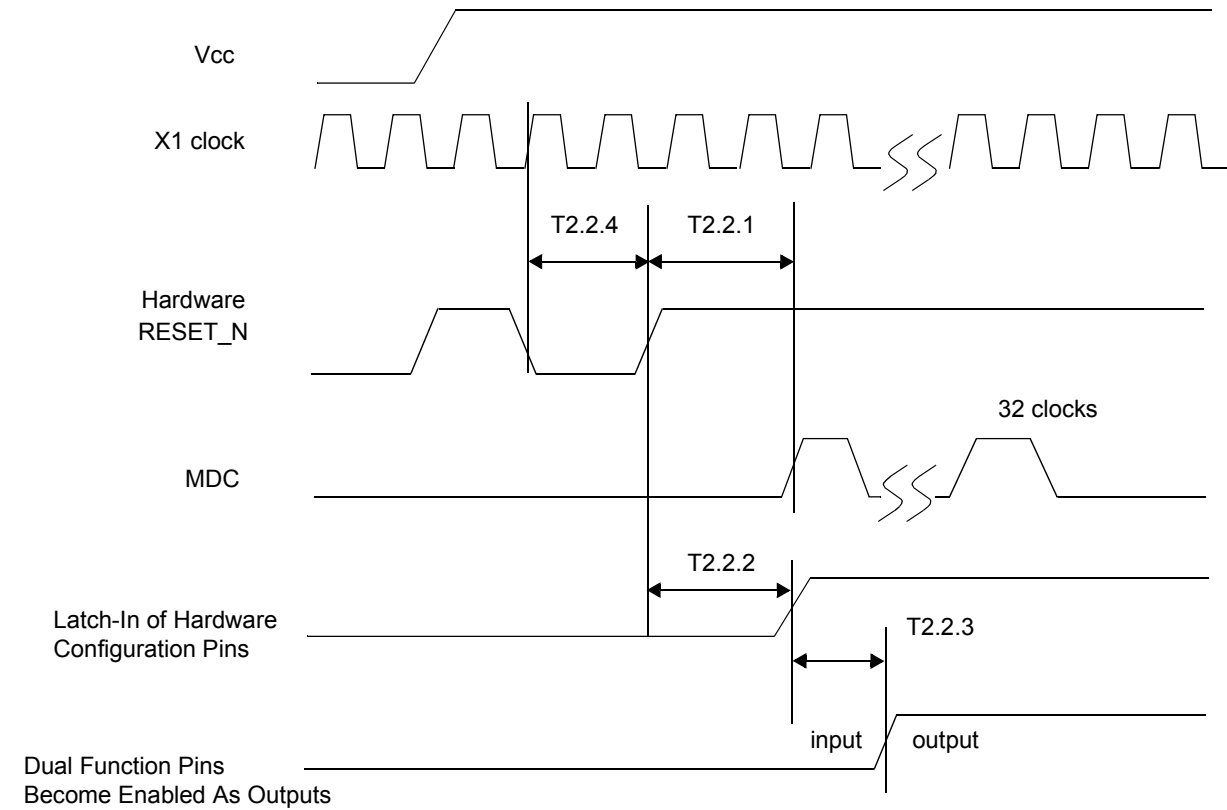 Vcc
X1 clock
T2.2.4
T2.2.1
Hardware
RESET_N
32 clocks
MDC
T2.2.2
Latch-In of Hardware
Configuration Pins
T2.2.3
input
output
Dual Function Pins
Become Enabled As Outputs